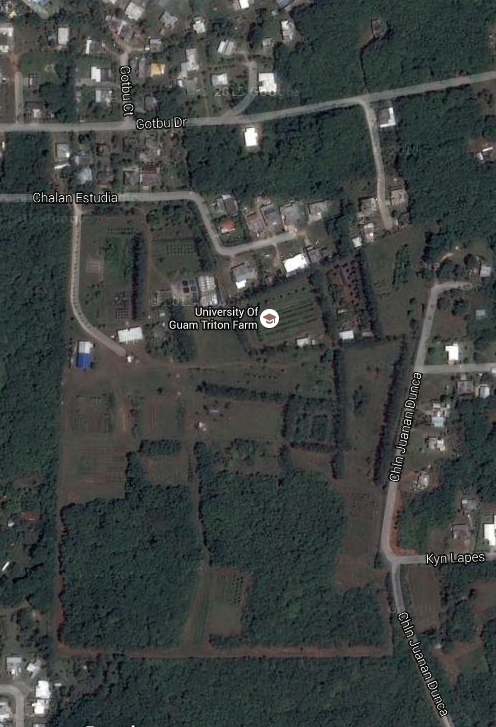 Gotbu Ct
Gotbu Dr
Chalan Estudia
University Of
Guam Triton Farm
Chln Juanan Dunca
Kyn Lapes
Chln Juanan Dunca